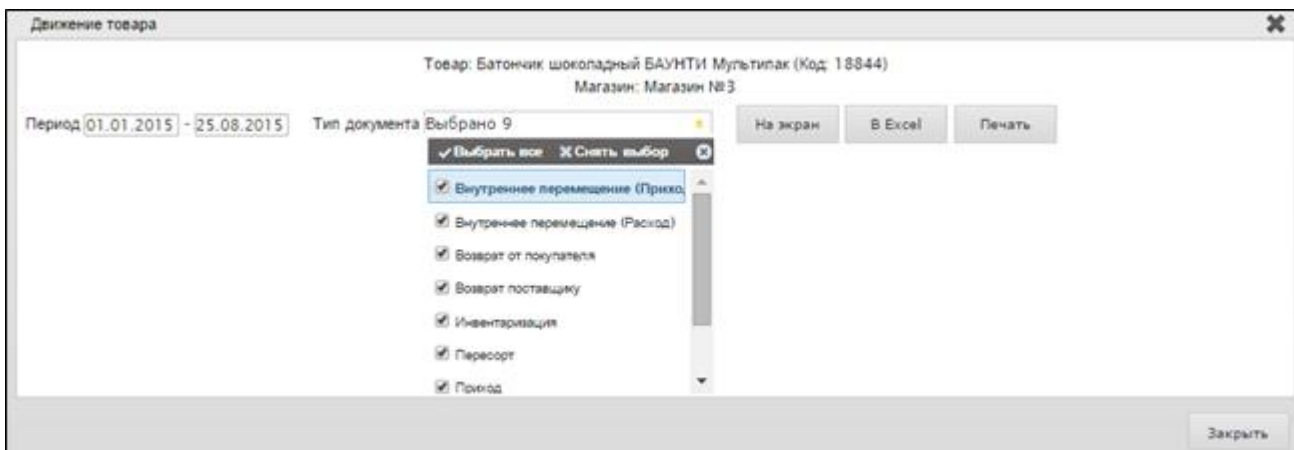 Движение товара
Товар: Батончик шоколадный БАУНТИ Мультипак (Код: 18844)
Магазин: Магазин №3
Период 01.01.2015 - 25.08.2015 Тип документа Выбрано 9 На экран В Excel Печать
Выбрать все Снять выбор
Внутреннее перемещение (Прихо
Внутреннее перемещение (Расход)
Возврат от покупателя
Возврат поставщику
Инвентаризация
Пересорт
Приход
Закрыть